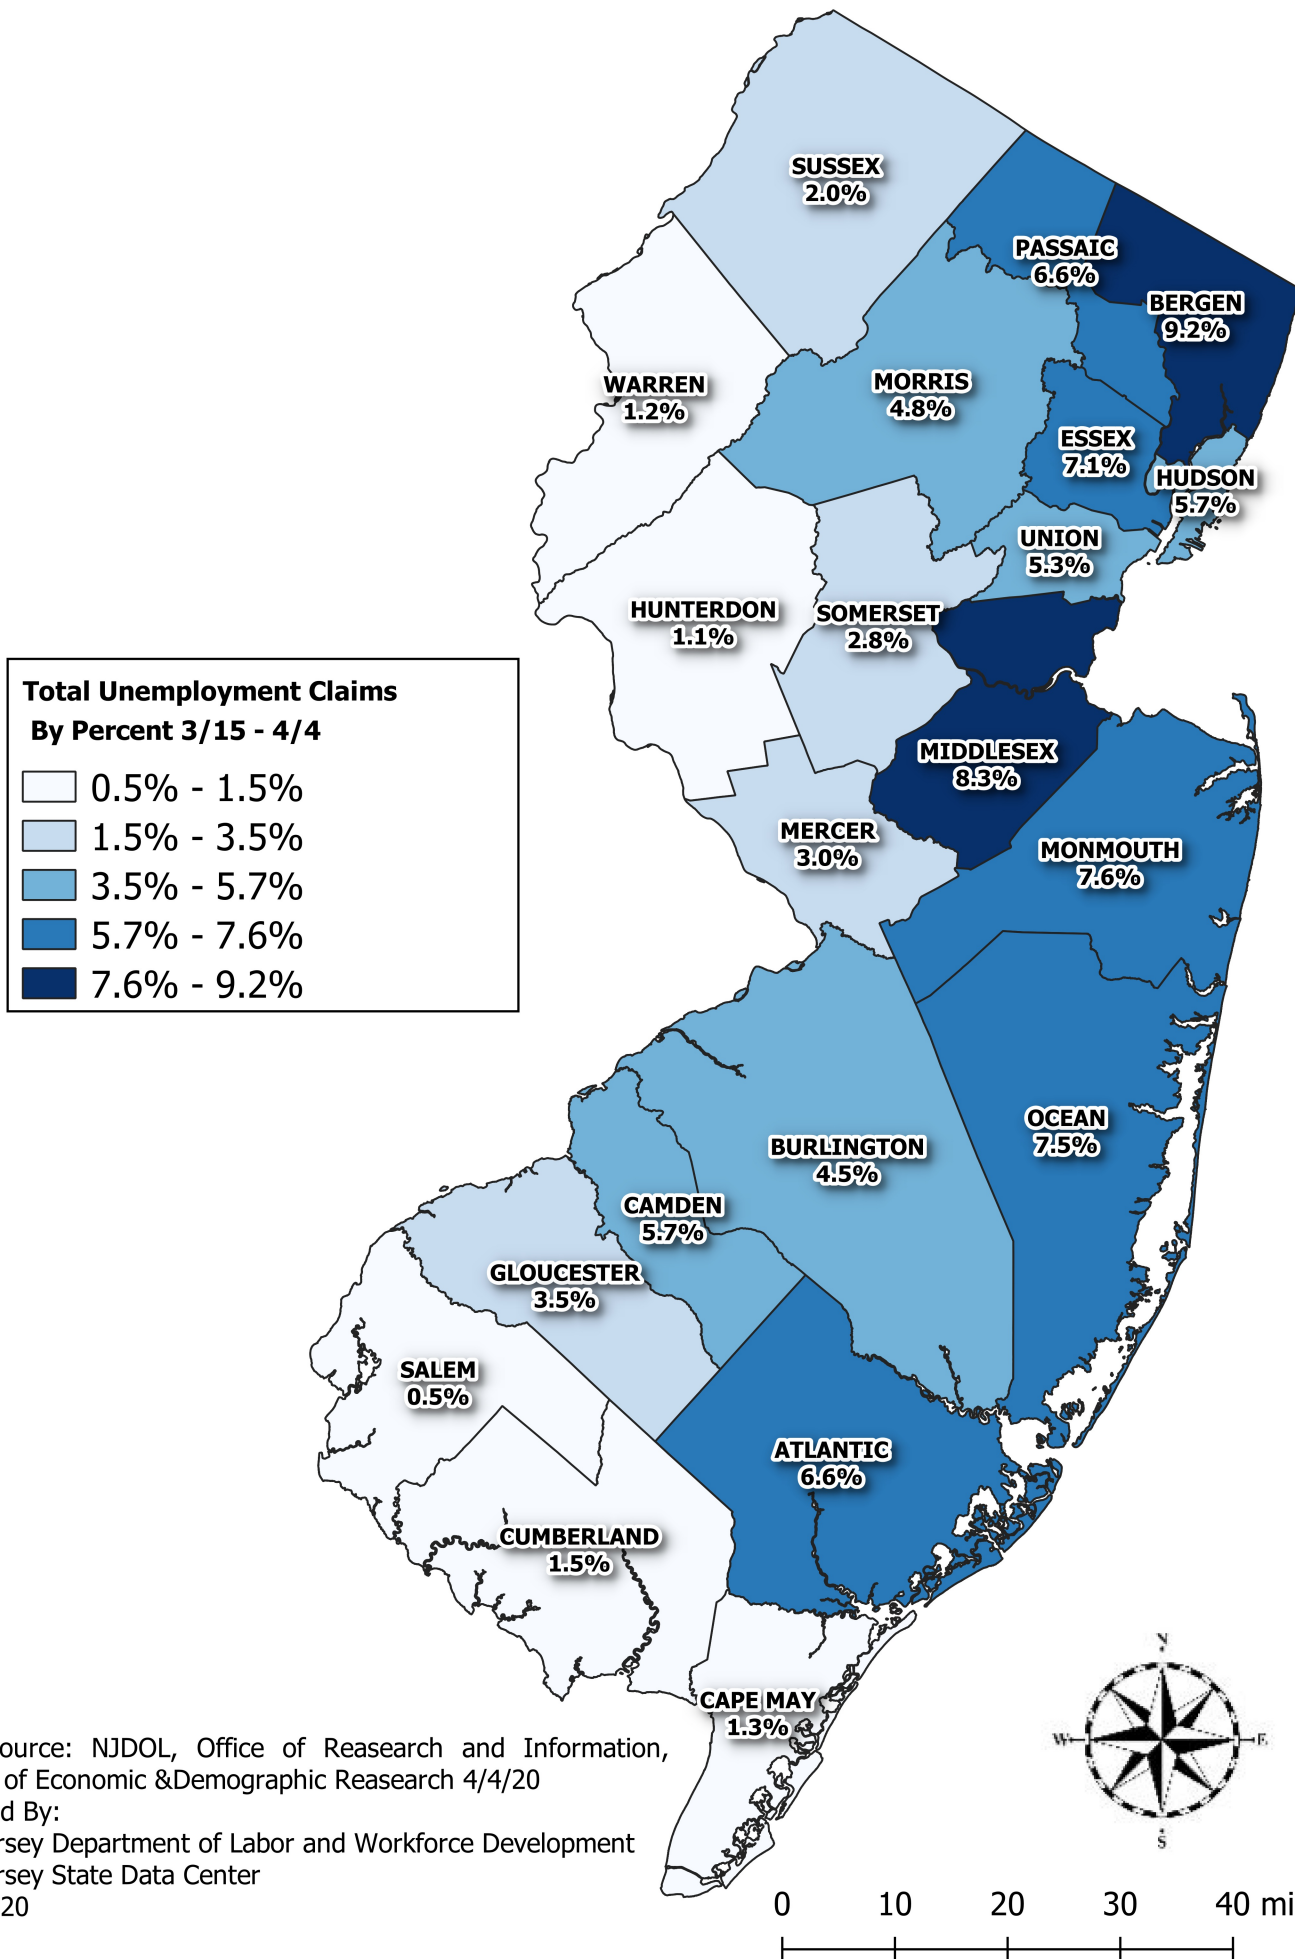 SUSSEX
2.0%
PASSAIC
6.6%
BERGEN
9.2%
WARREN
1.2%
MORRIS
4.8%
ESSEX
7.1%
HUDSON
5.7%
UNION
5.3%
HUNTERDON
1.1%
SOMERSET
2.8%
MIDDLESEX
8.3%
MERCER
3.0%
MONMOUTH
7.6%
Total Unemployment Claims
By Percent 3/15 - 4/4
0.5% - 1.5%
1.5% - 3.5%
3.5% - 5.7%
5.7% - 7.6%
7.6% - 9.2%
OCEAN
7.5%
BURLINGTON
4.5%
CAMDEN
5.7%
GLOUCESTER
3.5%
SALEM
0.5%
ATLANTIC
6.6%
CUMBERLAND
1.5%
CAPE MAY
1.3%
N
W E
S
ource: NJDOL, Office of Reasearch and Information,
of Economic &Demographic Reasearch 4/4/20
d By:
rsey Department of Labor and Workforce Development
rsey State Data Center
20
0 10 20 30 40 mi